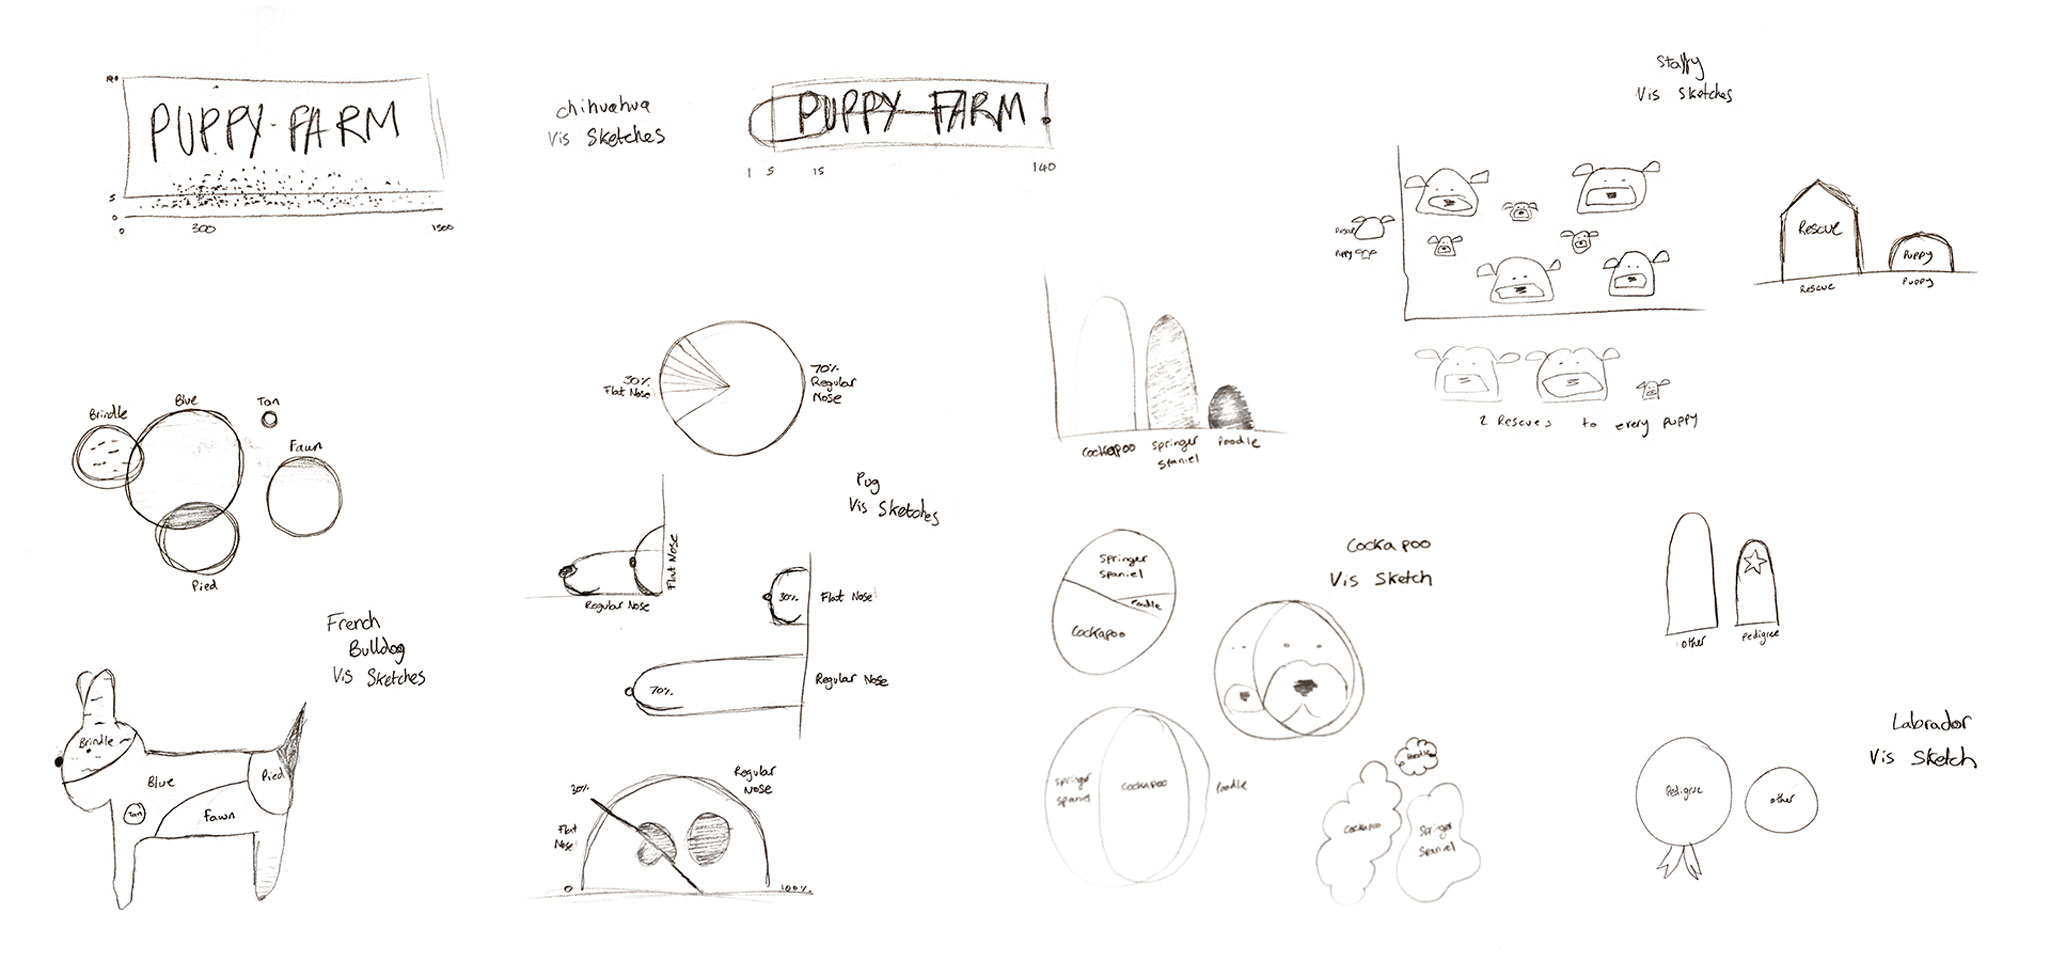 140
PUPPY FARM
5
0
0
300
1500
chihuahua
Vis Sketches
PUPPY FARM
1
5
15
140
Staffy
Vis Sketches
Rescue
Puppy
Rescue
Rescue
Puppy
Puppy
2 Rescues to every puppy
Brindle
Blue
Tan
Fawn
Pied
French
Bulldog
Vis Sketches
Brindle
Blue
Tan
Fawn
Pied
30%
Flat Nose
70%
Regular
Nose
Pug
Vis Sketches
Flat Nose
Regular Nose
30%
Flat Nose
70%
Regular Nose
30%
Regular
Nose
Flat
Nose
0
100%
Cockapoo
Springer
Spaniel
Poodle
Springer
Spaniel
Poodle
Cockapoo
Cockapoo
Vis Sketch
Springer
Spaniel
Cockapoo
Poodle
Poodle
Cockapoo
Springer
Spaniel
other
Pedigree
Labrador
Vis Sketch
Pedigree
other